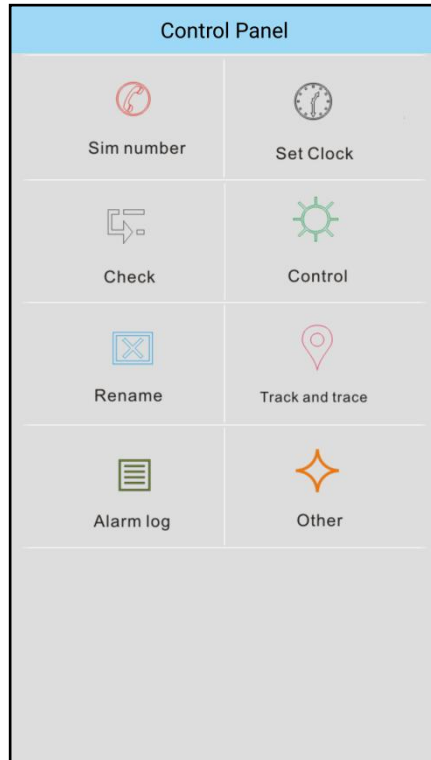 Control Panel
Sim number
Set Clock
Check
Control
Rename
Track and trace
Alarm log
Other